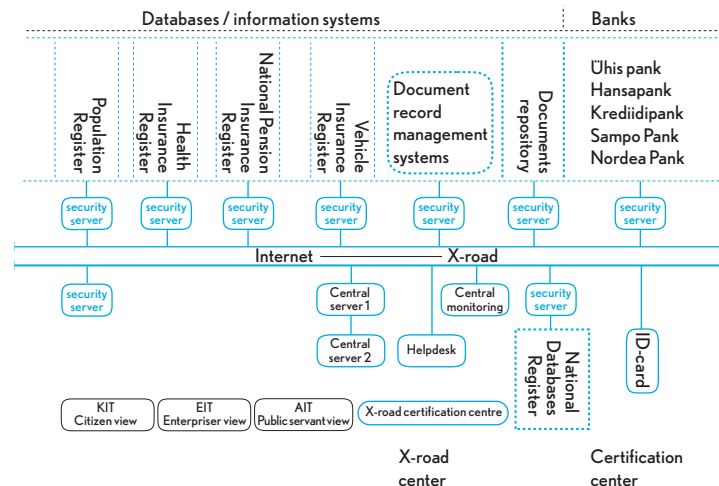 Databases / information systems
Banks
Population
Register
Health
Insurance
Register
National Pension
Insurance
Register
Vehicle
Insurance
Register
Document
record
management
systems
Documents
repository
Ühis pank
Hansapank
Krediidipank
Sampo Pank
Nordea Pank
security
server
security
server
security
server
security
server
security
server
security
server
security
server
Internet
X-road
security
server
Central
server 1
Central
monitoring
security
server
Central
server 2
Helpdesk
National
Databases
Register
ID-card
KIT
Citizen view
EIT
Enterpriser view
AIT
Public servant view
X-road certification centre
X-road
center
Certification
center